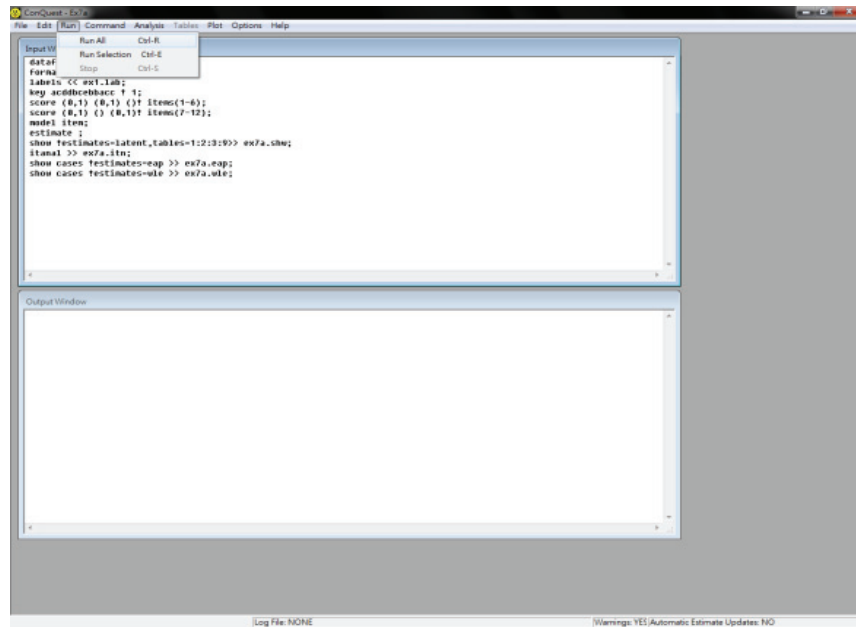 ConQuest - Ex7a
File Edit Run Command Analysis Tables Plot Options Help
Run All Ctrl-R
Run Selection Ctrl-E
Stop Ctrl-S
Input W
dataf
forma
labels << ex1.lab;
key acddbcebbacc ! 1;
score (0,1) (0,1) ()! items(1-6);
score (0,1) () (0,1)! items(7-12);
model item;
estimate ;
show !estimates=latent,tables=1:2:3:9>> ex7a.shw;
itanal >> ex7a.itn;
show cases !estimates=eap >> ex7a.eap;
show cases !estimates=wle >> ex7a.wle;
Output Window
Log File: NONE
Warnings: YES Automatic Estimate Updates: NO